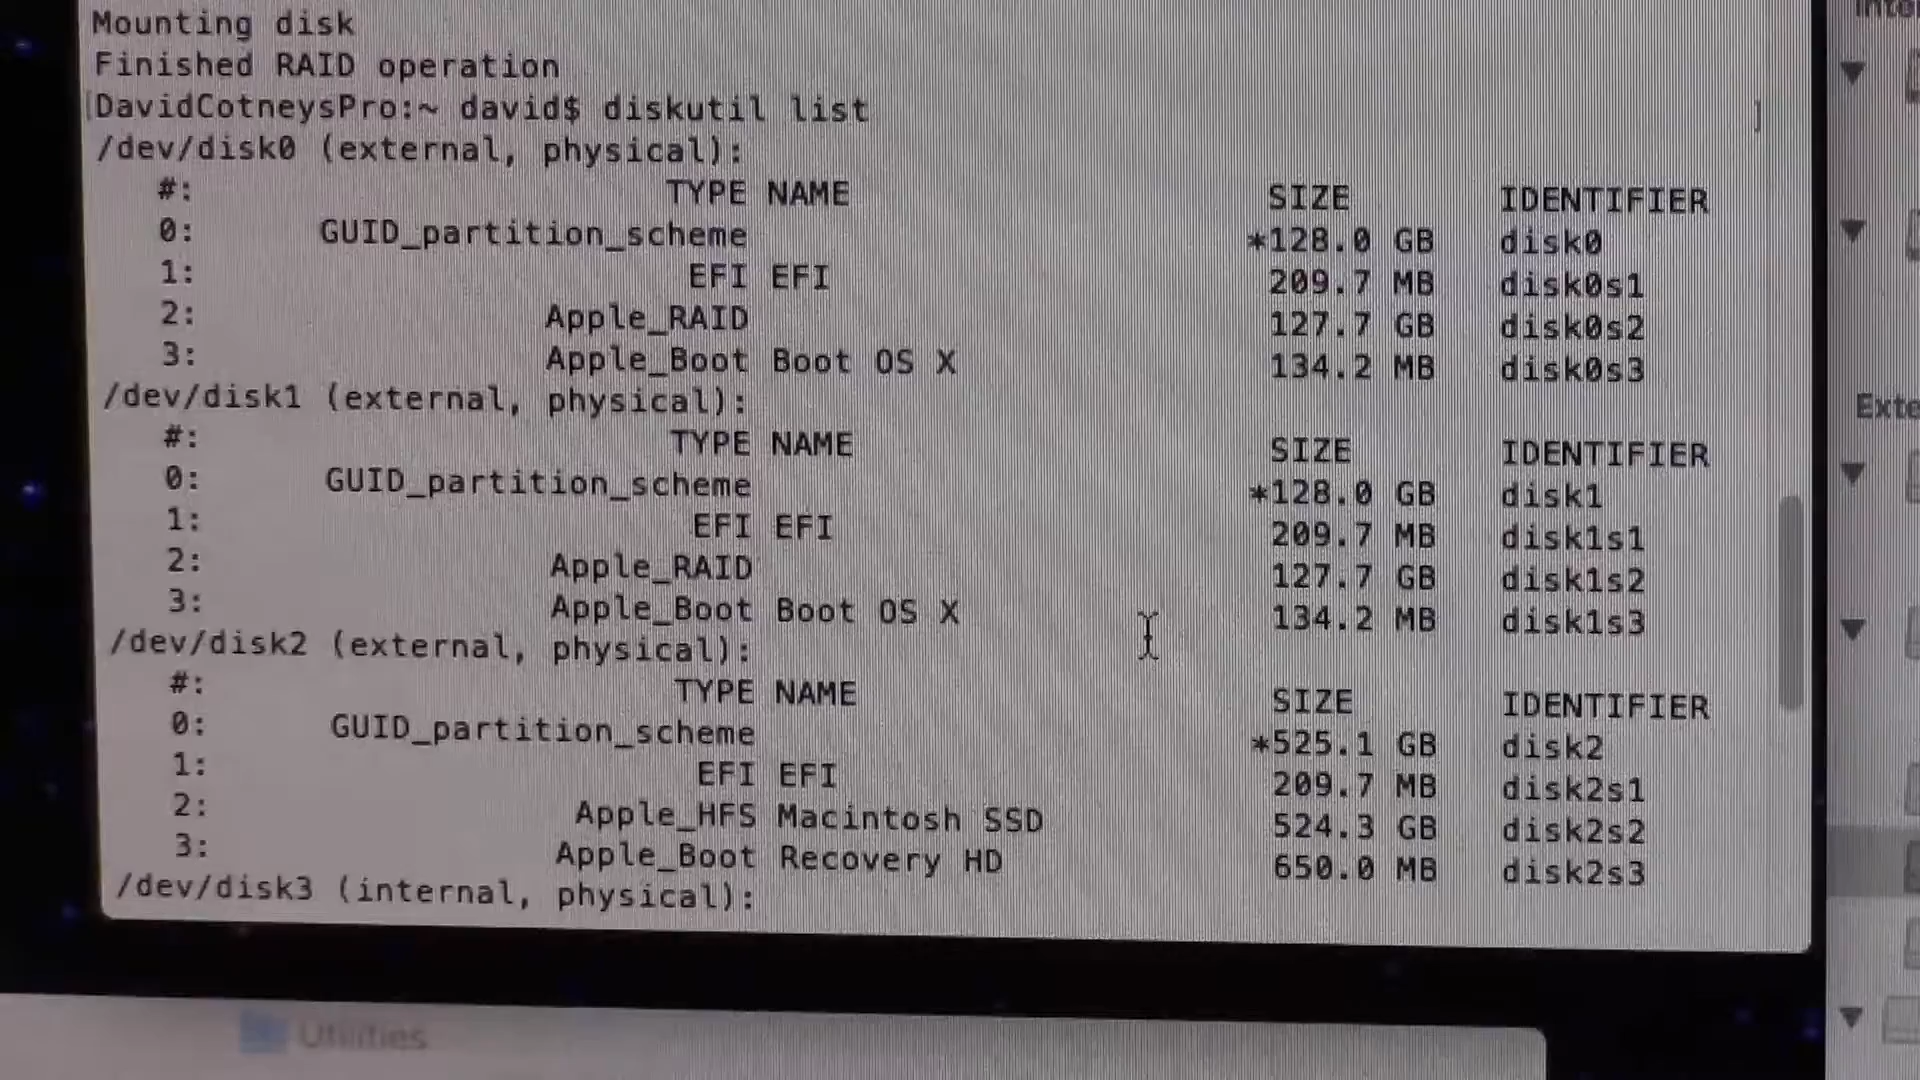 Mounting disk
Finished RAID operation
[DavidCotneysPro:~ david$ diskutil list ]
/dev/disk0 (external, physical):
#: TYPE NAME SIZE IDENTIFIER
0: GUID_partition_scheme *128.0 GB disk0
1: EFI EFI 209.7 MB disk0s1
2: Apple_RAID 127.7 GB disk0s2
3: Apple_Boot Boot OS X 134.2 MB disk0s3
/dev/disk1 (external, physical):
#: TYPE NAME SIZE IDENTIFIER
0: GUID_partition_scheme *128.0 GB disk1
1: EFI EFI 209.7 MB disk1s1
2: Apple_RAID 127.7 GB disk1s2
3: Apple_Boot Boot OS X 134.2 MB disk1s3
/dev/disk2 (external, physical):
#: TYPE NAME SIZE IDENTIFIER
0: GUID_partition_scheme *525.1 GB disk2
1: EFI EFI 209.7 MB disk2s1
2: Apple_HFS Macintosh SSD 524.3 GB disk2s2
3: Apple_Boot Recovery HD 650.0 MB disk2s3
/dev/disk3 (internal, physical):
Utilities